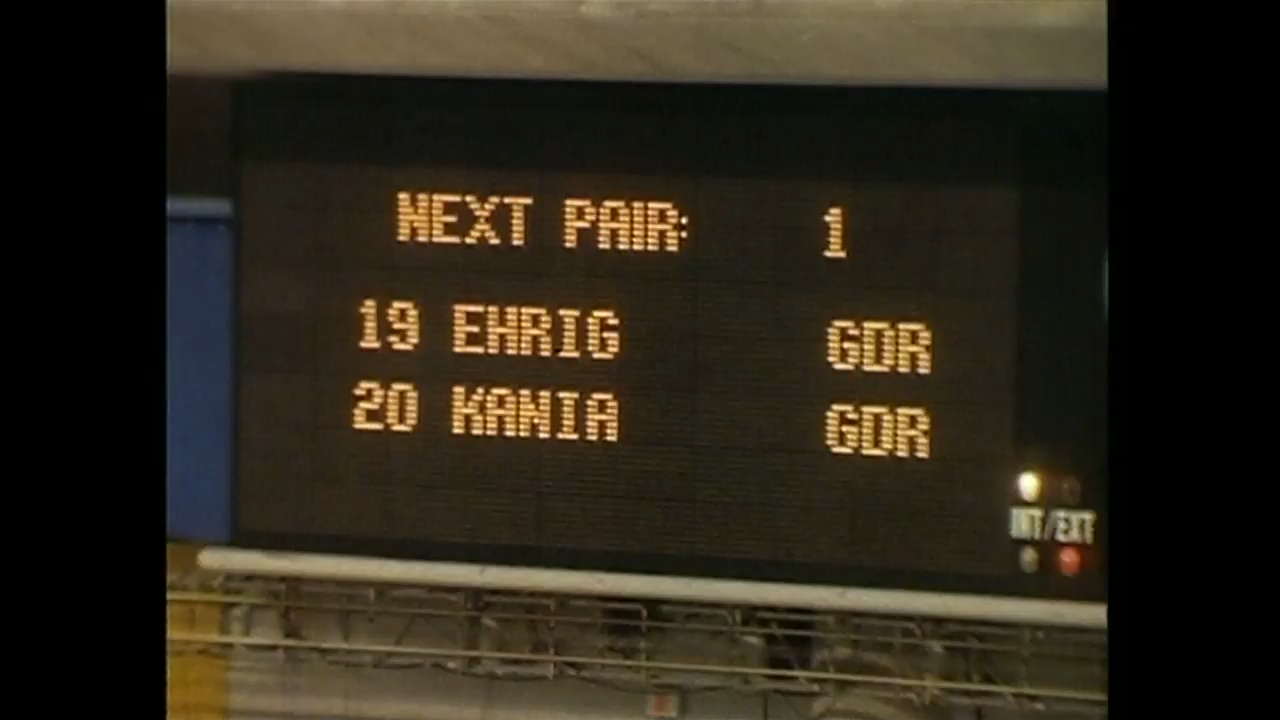 NEXT PAIR: 1
19 EHRIG GDR
20 KANIA GDR
INT/EXT